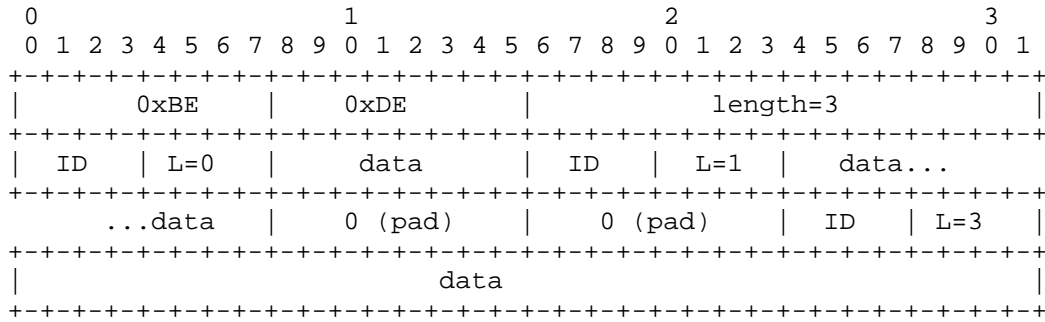 0                   1                   2                   3
 0 1 2 3 4 5 6 7 8 9 0 1 2 3 4 5 6 7 8 9 0 1 2 3 4 5 6 7 8 9 0 1
+-+-+-+-+-+-+-+-+-+-+-+-+-+-+-+-+-+-+-+-+-+-+-+-+-+-+-+-+-+-+-+-+
|       0xBE    |    0xDE       |           length=3            |
+-+-+-+-+-+-+-+-+-+-+-+-+-+-+-+-+-+-+-+-+-+-+-+-+-+-+-+-+-+-+-+-+
|  ID   | L=0   |     data      |  ID   |  L=1  |   data...
+-+-+-+-+-+-+-+-+-+-+-+-+-+-+-+-+-+-+-+-+-+-+-+-+-+-+-+-+-+-+-+-+
      ...data   |    0 (pad)    |    0 (pad)    |  ID   | L=3   |
+-+-+-+-+-+-+-+-+-+-+-+-+-+-+-+-+-+-+-+-+-+-+-+-+-+-+-+-+-+-+-+-+
|                          data                                 |
+-+-+-+-+-+-+-+-+-+-+-+-+-+-+-+-+-+-+-+-+-+-+-+-+-+-+-+-+-+-+-+-+